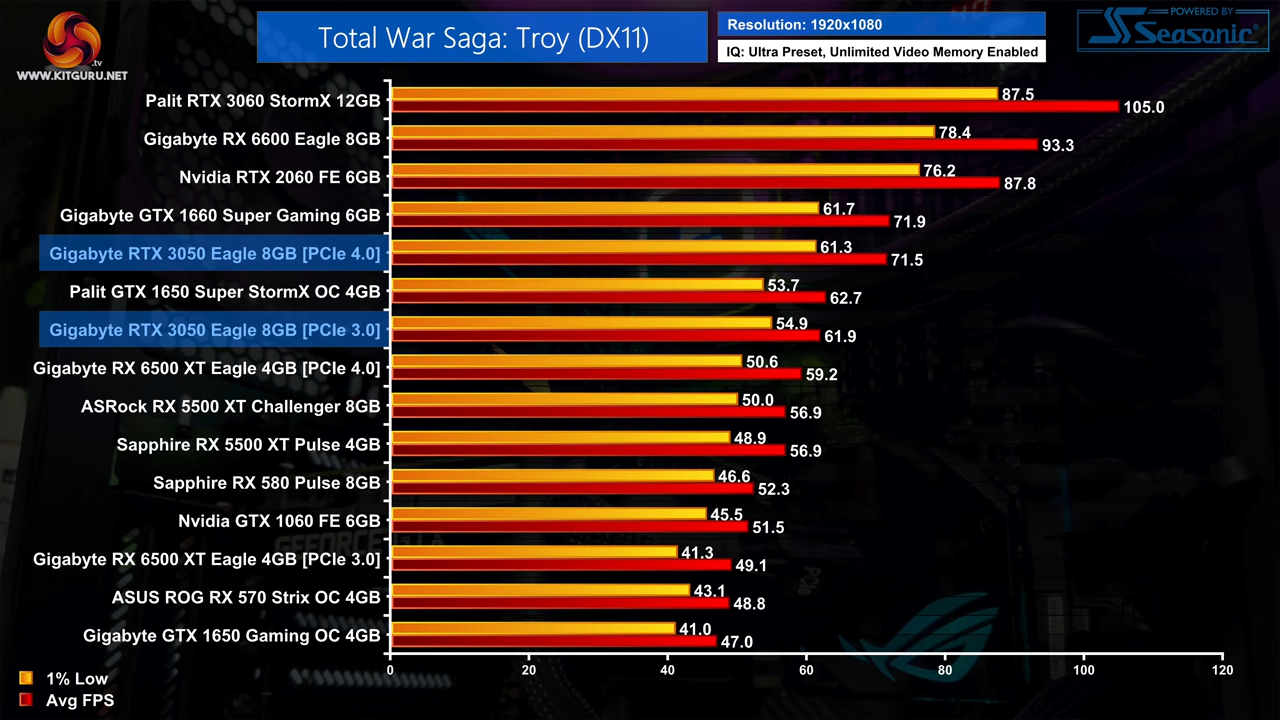 .tv
WWW.KITGURU.NET
Total War Saga: Troy (DX11)
Resolution: 1920x1080
IQ: Ultra Preset, Unlimited Video Memory Enabled
POWERED BY
Seasonic
Palit RTX 3060 StormX 12GB 87.5 105.0
Gigabyte RX 6600 Eagle 8GB 78.4 93.3
Nvidia RTX 2060 FE 6GB 76.2 87.8
Gigabyte GTX 1660 Super Gaming 6GB 61.7 71.9
Gigabyte RTX 3050 Eagle 8GB [PCIe 4.0] 61.3 71.5
Palit GTX 1650 Super StormX OC 4GB 53.7 62.7
Gigabyte RTX 3050 Eagle 8GB [PCIe 3.0] 54.9 61.9
Gigabyte RX 6500 XT Eagle 4GB [PCIe 4.0] 50.6 59.2
ASRock RX 5500 XT Challenger 8GB 50.0 56.9
Sapphire RX 5500 XT Pulse 4GB 48.9 56.9
Sapphire RX 580 Pulse 8GB 46.6 52.3
Nvidia GTX 1060 FE 6GB 45.5 51.5
Gigabyte RX 6500 XT Eagle 4GB [PCIe 3.0] 41.3 49.1
ASUS ROG RX 570 Strix OC 4GB 43.1 48.8
Gigabyte GTX 1650 Gaming OC 4GB 41.0 47.0
0 20 40 60 80 100 120
1% Low
Avg FPS